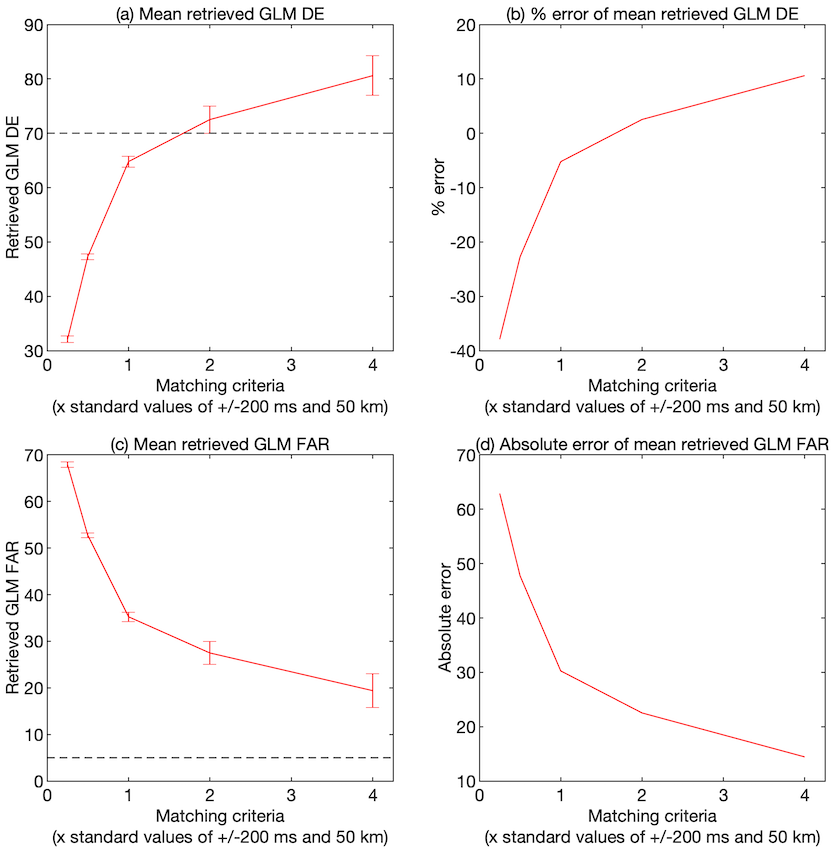 (a) Mean retrieved GLM DE
90
80
70
60
50
40
30
Retrieved GLM DE
0 1 2 3 4
Matching criteria
(x standard values of +/-200 ms and 50 km)
(b) % error of mean retrieved GLM DE
20
10
0
-10
-20
-30
-40
% error
0 1 2 3 4
Matching criteria
(x standard values of +/-200 ms and 50 km)
(c) Mean retrieved GLM FAR
70
60
50
40
30
20
10
0
Retrieved GLM FAR
0 1 2 3 4
Matching criteria
(x standard values of +/-200 ms and 50 km)
(d) Absolute error of mean retrieved GLM FAR
70
60
50
40
30
20
10
Absolute error
0 1 2 3 4
Matching criteria
(x standard values of +/-200 ms and 50 km)